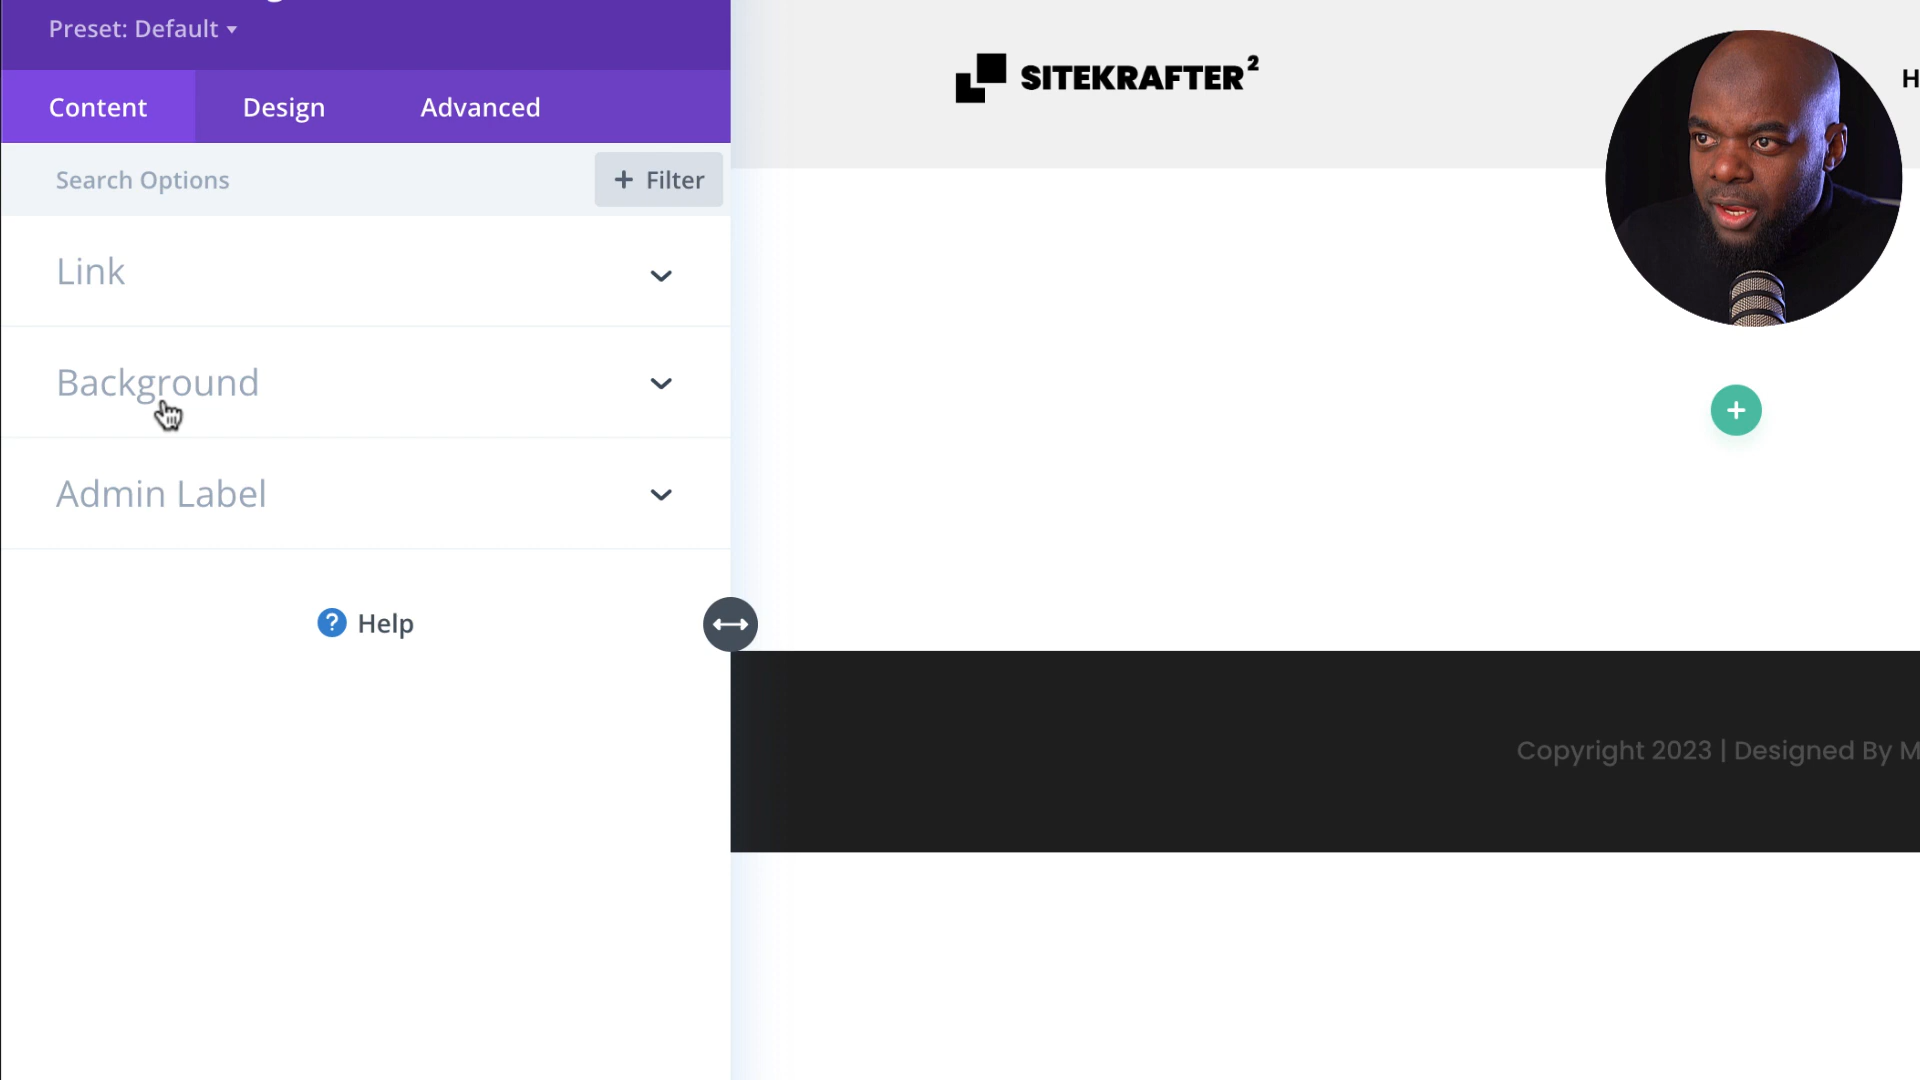 Preset: Default
Content Design Advanced
Search Options + Filter
Link
Background
Admin Label
? Help
SITEKRAFTER²
H
Copyright 2023 | Designed By M